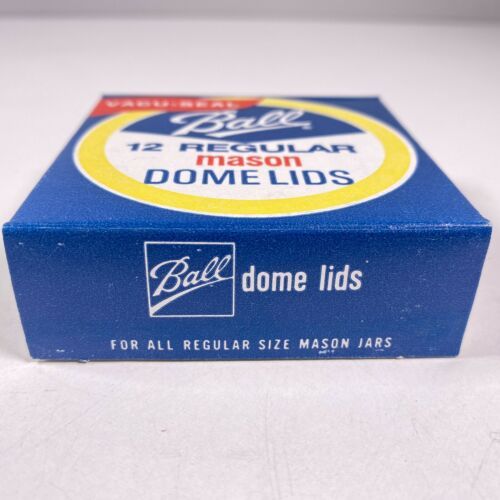 VACU-SEAL
Ball
12 REGULAR
mason
DOME LIDS
Ball dome lids
FOR ALL REGULAR SIZE MASON JARS